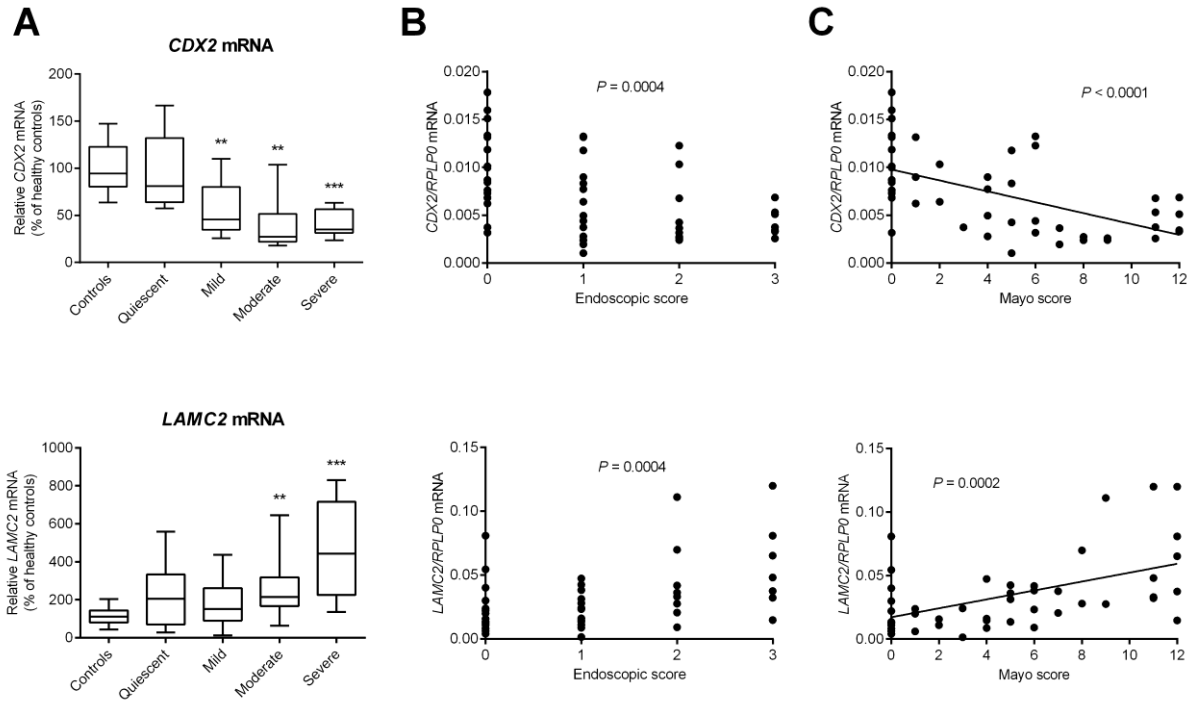 A
CDX2 mRNA
Relative CDX2 mRNA
(% of healthy controls)
200
150
100
50
0
**
**
***
Controls
Quiescent
Mild
Moderate
Severe
B
CDX2/RPLP0 mRNA
0.020
0.015
0.010
0.005
0.000
P = 0.0004
0 1 2 3
Endoscopic score
C
CDX2/RPLP0 mRNA
0.020
0.015
0.010
0.005
0.000
P < 0.0001
0 2 4 6 8 10 12
Mayo score
LAMC2 mRNA
Relative LAMC2 mRNA
(% of healthy controls)
1000
800
600
400
200
0
**
***
Controls
Quiescent
Mild
Moderate
Severe
LAMC2/RPLP0 mRNA
0.15
0.10
0.05
0.00
P = 0.0004
0 1 2 3
Endoscopic score
LAMC2/RPLP0 mRNA
0.15
0.10
0.05
0.00
P = 0.0002
0 2 4 6 8 10 12
Mayo score